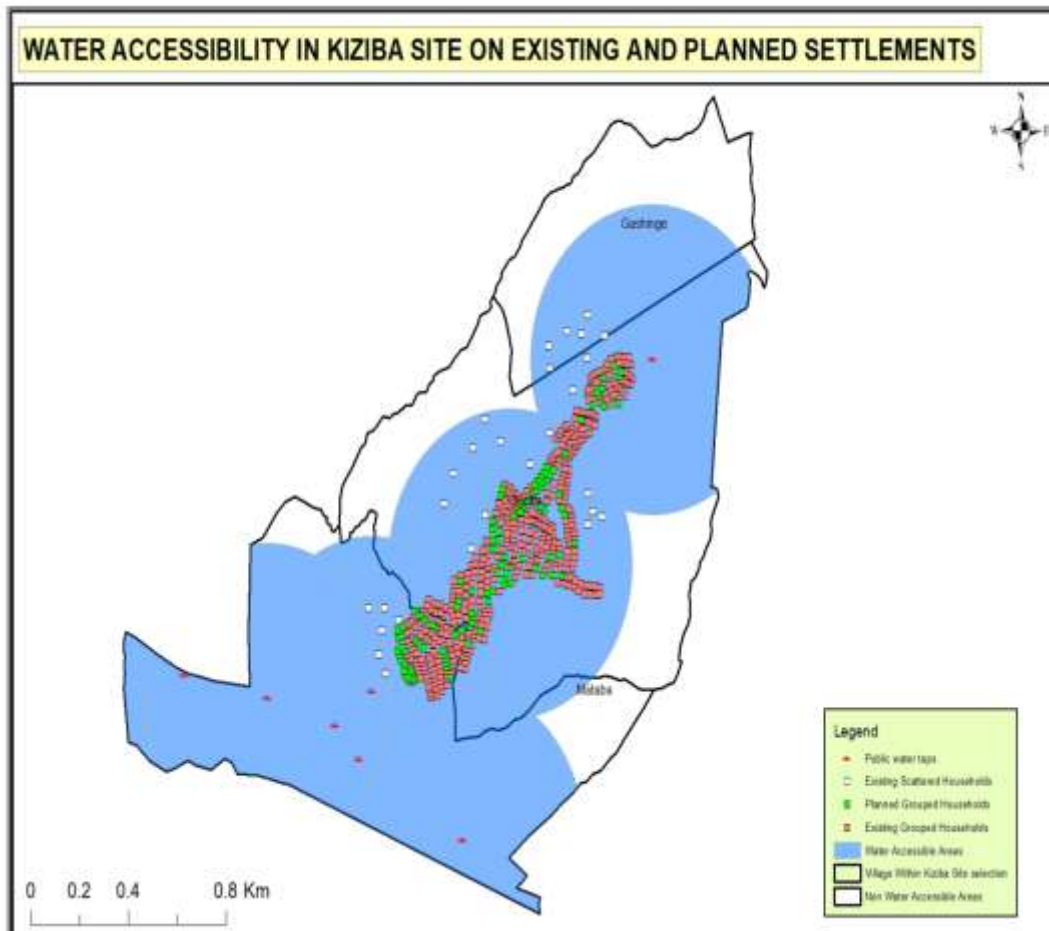 WATER ACCESSIBILITY IN KIZIBA SITE ON EXISTING AND PLANNED SETTLEMENTS
N
W E
S
Gashinge
Mataba
Legend
Public water taps
Existing Scattered Households
Planned Grouped Households
Existing Grouped Households
Water Accessible Areas
Village Within Kiziba Site selection
Non Water Accessible Areas
0 0.2 0.4 0.8 Km